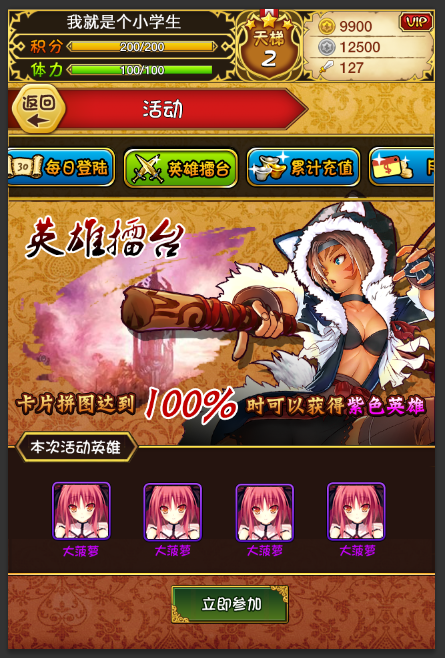 我就是个小学生
积分 200/200
体力 100/100
天梯
2
9900
12500
127
VIP
返回
活动
30 每日登陆
英雄擂台
累计充值
英雄擂台
卡片拼图达到 100% 时可以获得紫色英雄
本次活动英雄
大菠萝 大菠萝 大菠萝 大菠萝
立即参加